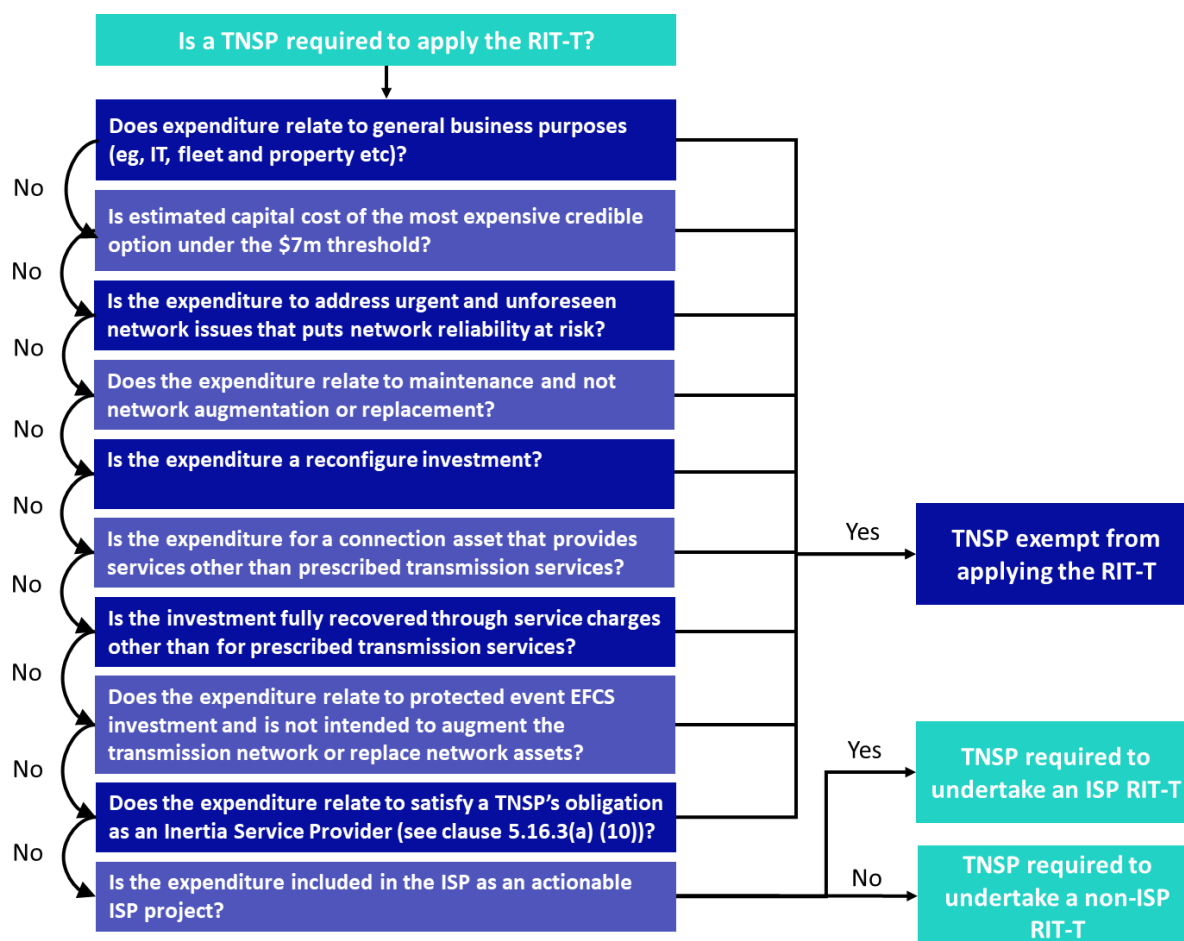 Is a TNSP required to apply the RIT-T?
Does expenditure relate to general business purposes
(eg, IT, fleet and property etc)?
No
Is estimated capital cost of the most expensive credible
option under the $7m threshold?
No
Is the expenditure to address urgent and unforeseen
network issues that puts network reliability at risk?
No
Does the expenditure relate to maintenance and not
network augmentation or replacement?
No
Is the expenditure a reconfigure investment?
No
Is the expenditure for a connection asset that provides
services other than prescribed transmission services?
No
Is the investment fully recovered through service charges
other than for prescribed transmission services?
No
Does the expenditure relate to protected event EFCS
investment and is not intended to augment the
transmission network or replace network assets?
No
Does the expenditure relate to satisfy a TNSP's obligation
as an Inertia Service Provider (see clause 5.16.3(a) (10))?
No
Is the expenditure included in the ISP as an actionable
ISP project?
Yes
TNSP exempt from
applying the RIT-T
Yes
TNSP required to
undertake an ISP RIT-T
No
TNSP required to
undertake a non-ISP
RIT-T